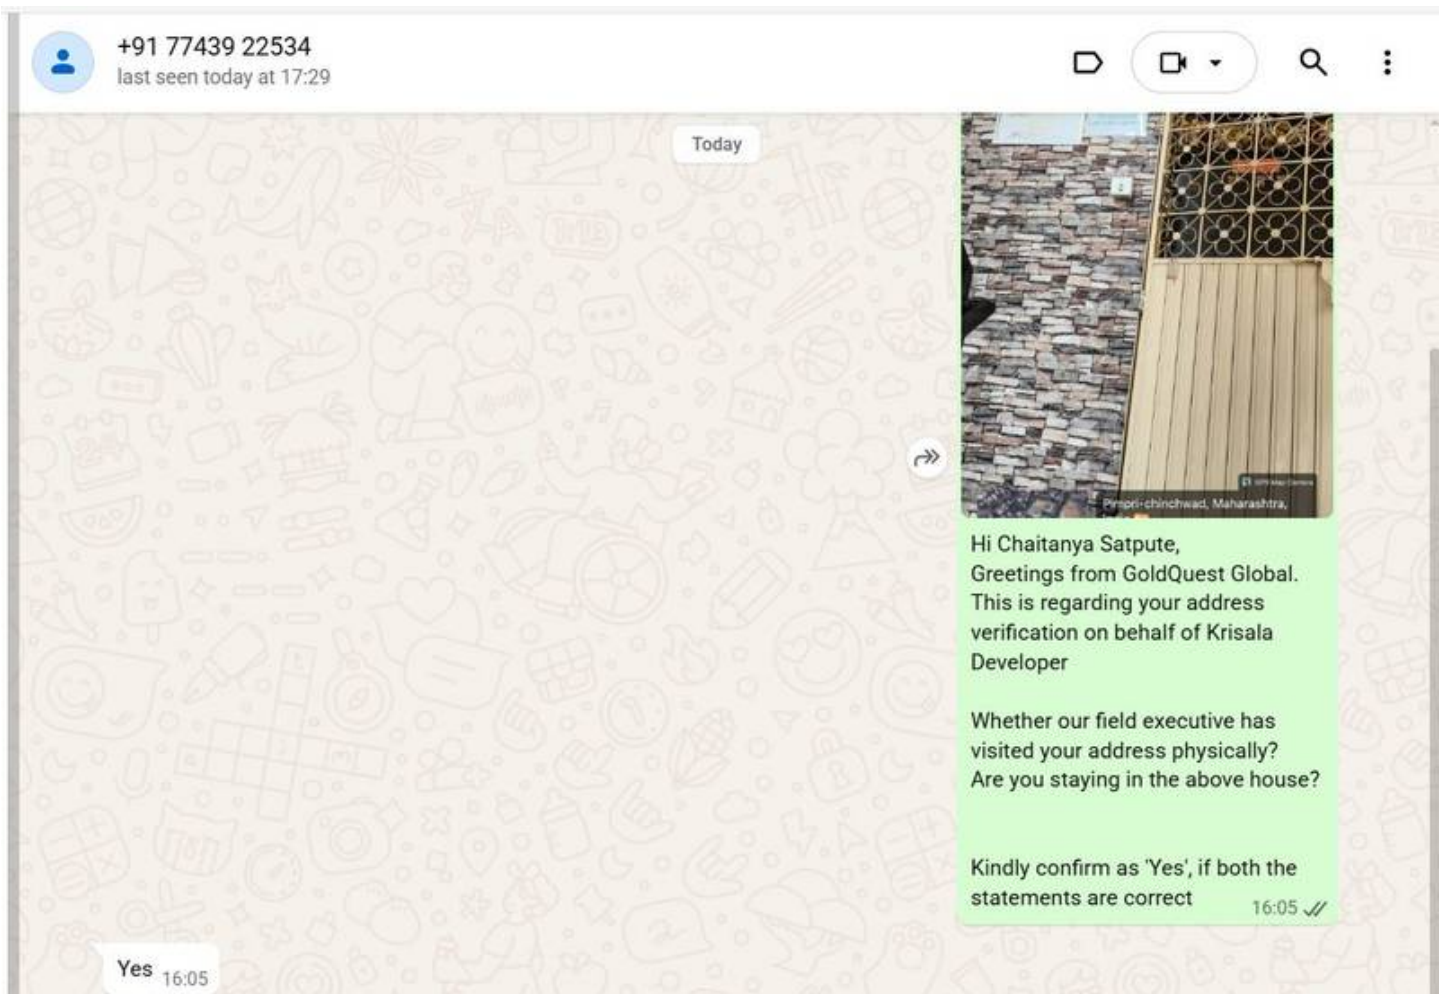 +91 77439 22534
last seen today at 17:29
Today
GPS Map Camera
Pimpri-chinchwad, Maharashtra,
Hi Chaitanya Satpute,
Greetings from GoldQuest Global.
This is regarding your address
verification on behalf of Krisala
Developer
Whether our field executive has
visited your address physically?
Are you staying in the above house?
Kindly confirm as 'Yes', if both the
statements are correct
16:05
Yes 16:05